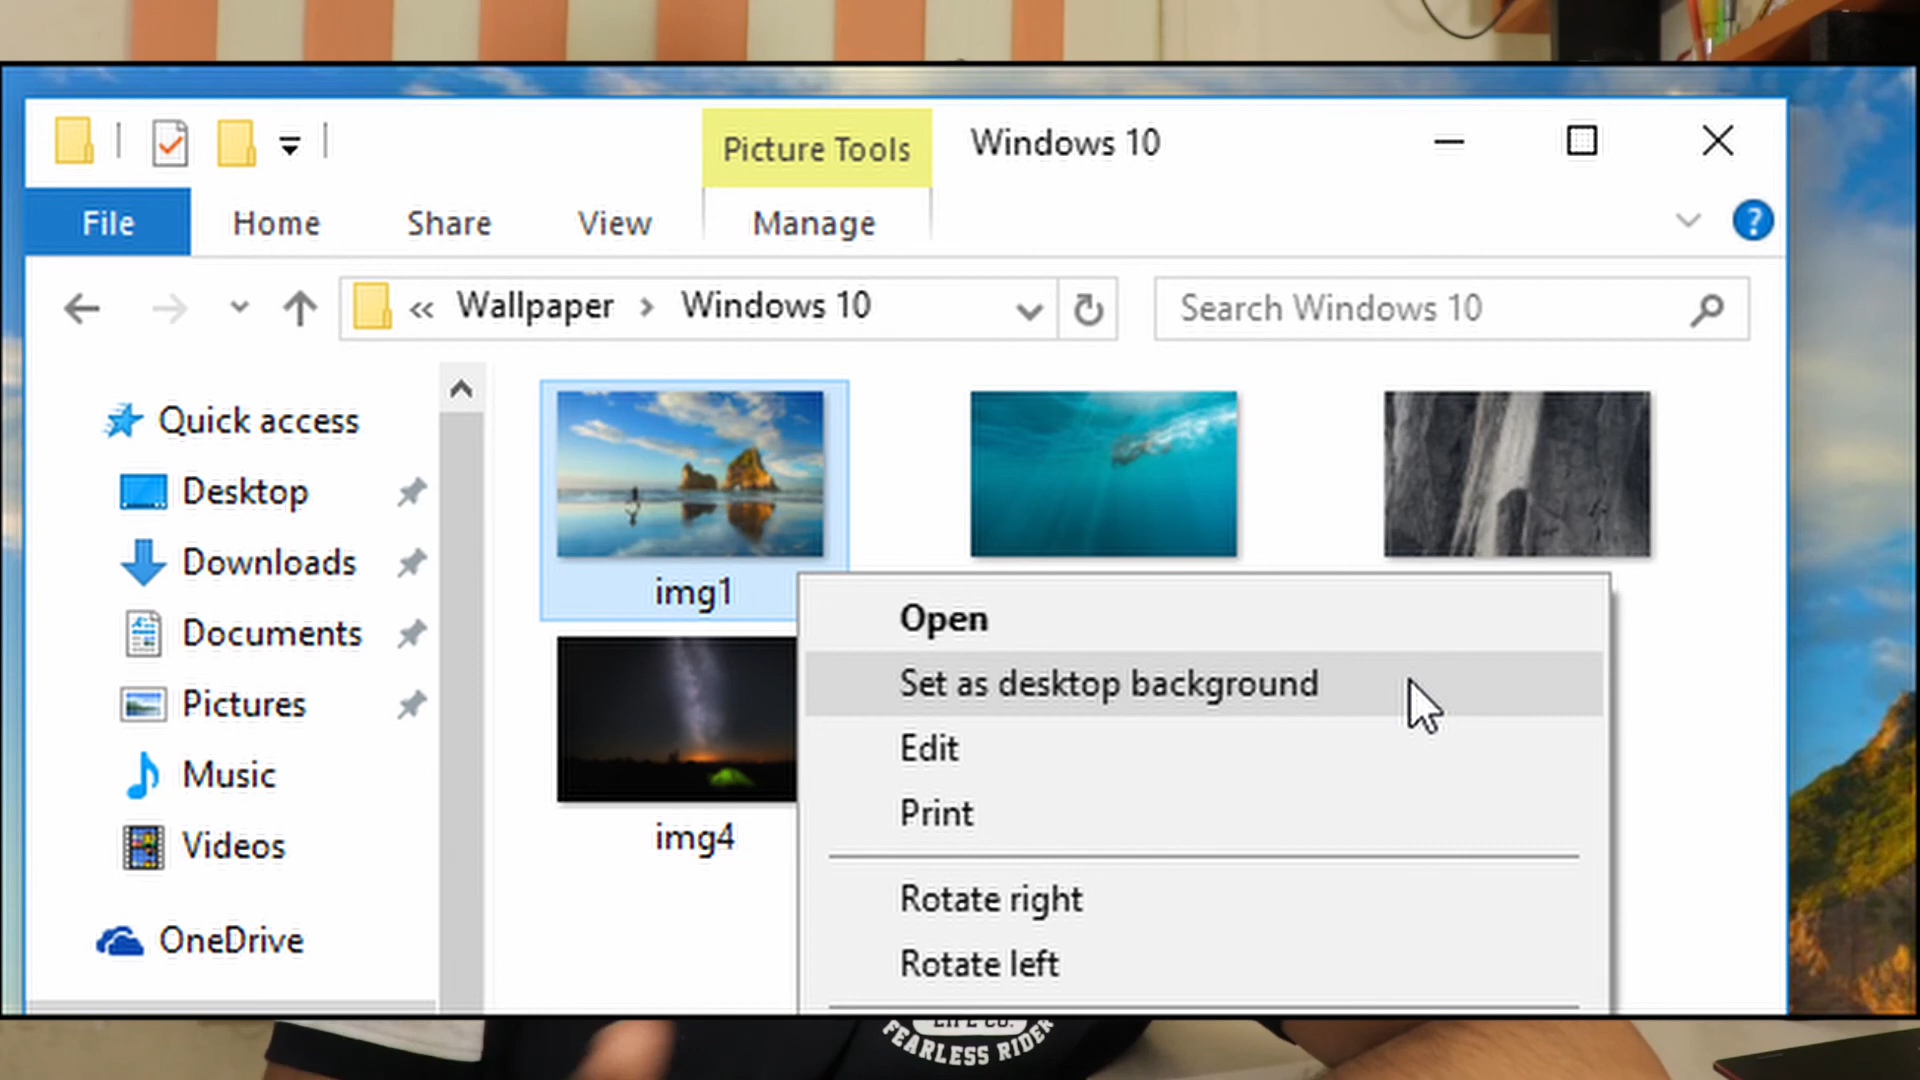 Picture Tools
Windows 10
File
Home
Share
View
Manage
?
« Wallpaper > Windows 10
Search Windows 10
Quick access
Desktop
Downloads
Documents
Pictures
Music
Videos
OneDrive
img1
img4
Open
Set as desktop background
Edit
Print
Rotate right
Rotate left
LIFE CO.
FEARLESS RIDER